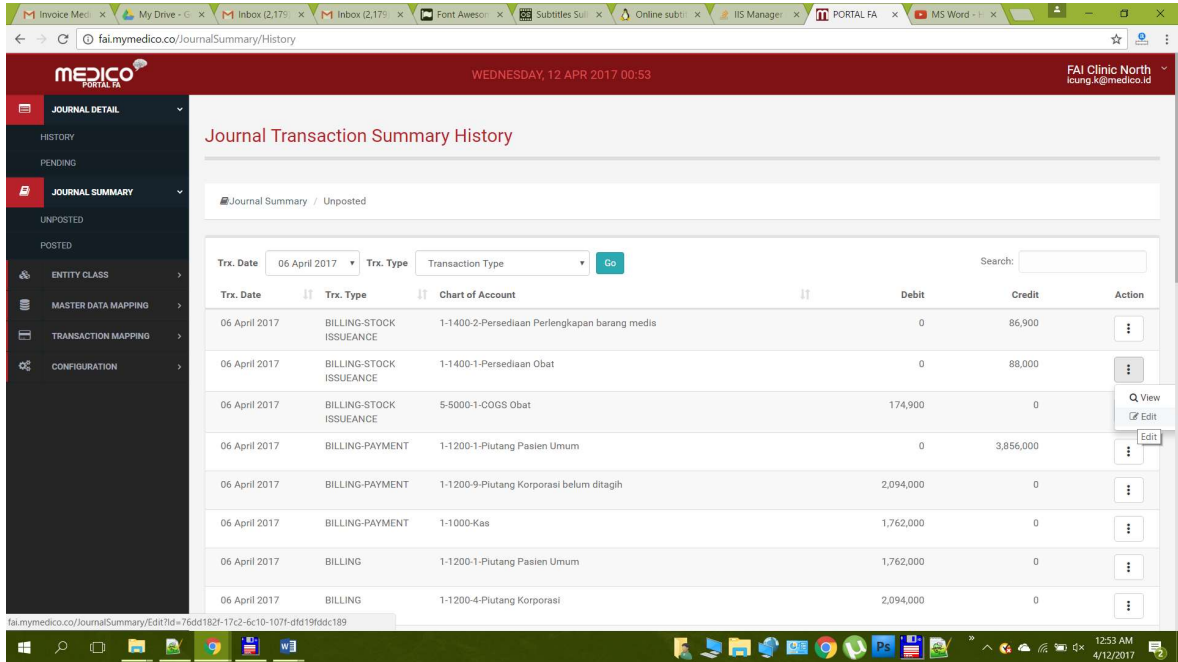 Invoice Med
My Drive - G
Inbox (2,179
Inbox (2,179
Font Aweson
Subtitles Sul
Online subti
IIS Manager
PORTAL FA
MS Word - H
fai.mymedico.co/JournalSummary/History
MEDICO
PORTAL FA
WEDNESDAY, 12 APR 2017 00:53
FAI Clinic North
icung.k@medico.id
JOURNAL DETAIL
HISTORY
PENDING
JOURNAL SUMMARY
UNPOSTED
POSTED
ENTITY CLASS
MASTER DATA MAPPING
TRANSACTION MAPPING
CONFIGURATION
Journal Transaction Summary History
Journal Summary / Unposted
Trx. Date 06 April 2017 Trx. Type Transaction Type Go Search:
Trx. Date Trx. Type Chart of Account Debit Credit Action
06 April 2017 BILLING-STOCK 1-1400-2-Persediaan Perlengkapan barang medis 0 86,900
ISSUEANCE
06 April 2017 BILLING-STOCK 1-1400-1-Persediaan Obat 0 88,000
ISSUEANCE
View
06 April 2017 BILLING-STOCK 5-5000-1-COGS Obat 174,900 0
ISSUEANCE
Edit
Edit
06 April 2017 BILLING-PAYMENT 1-1200-1-Piutang Pasien Umum 0 3,856,000
06 April 2017 BILLING-PAYMENT 1-1200-9-Piutang Korporasi belum ditagih 2,094,000 0
06 April 2017 BILLING-PAYMENT 1-1000-Kas 1,762,000 0
06 April 2017 BILLING 1-1200-1-Piutang Pasien Umum 1,762,000 0
06 April 2017 BILLING 1-1200-4-Piutang Korporasi 2,094,000 0
fai.mymedico.co/JournalSummary/Edit?Id=76dd182f-17c2-6c10-107f-dfd19fddc189
Ps
12:53 AM
4/12/2017